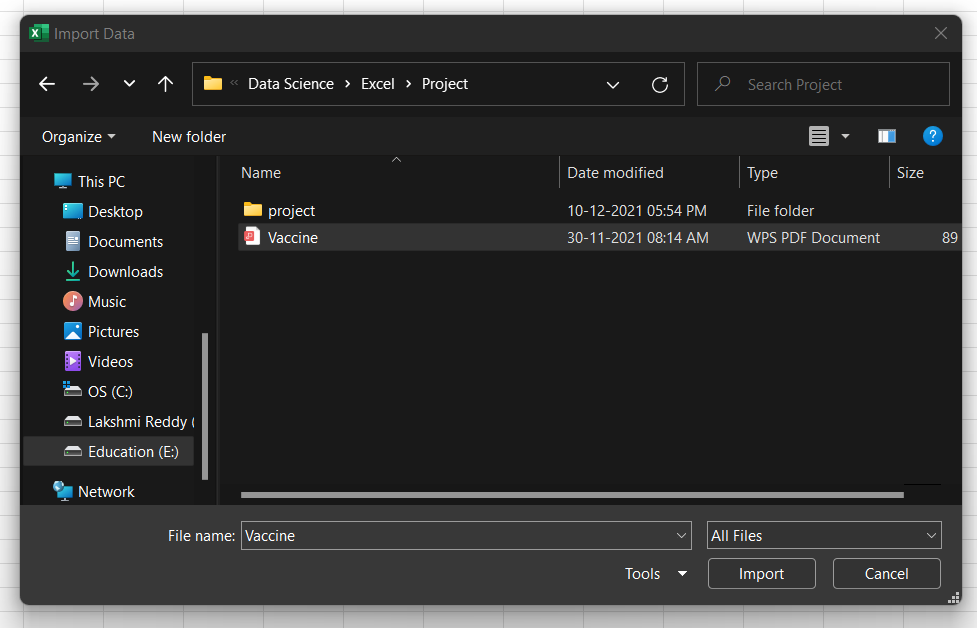 Import Data
Data Science › Excel › Project
Search Project
Organize
New folder
Name
Date modified
Type
Size
project
10-12-2021 05:54 PM
File folder
Vaccine
30-11-2021 08:14 AM
WPS PDF Document
89
This PC
Desktop
Documents
Downloads
Music
Pictures
Videos
OS (C:)
Lakshmi Reddy (
Education (E:)
Network
File name:
Vaccine
All Files
Tools
Import
Cancel